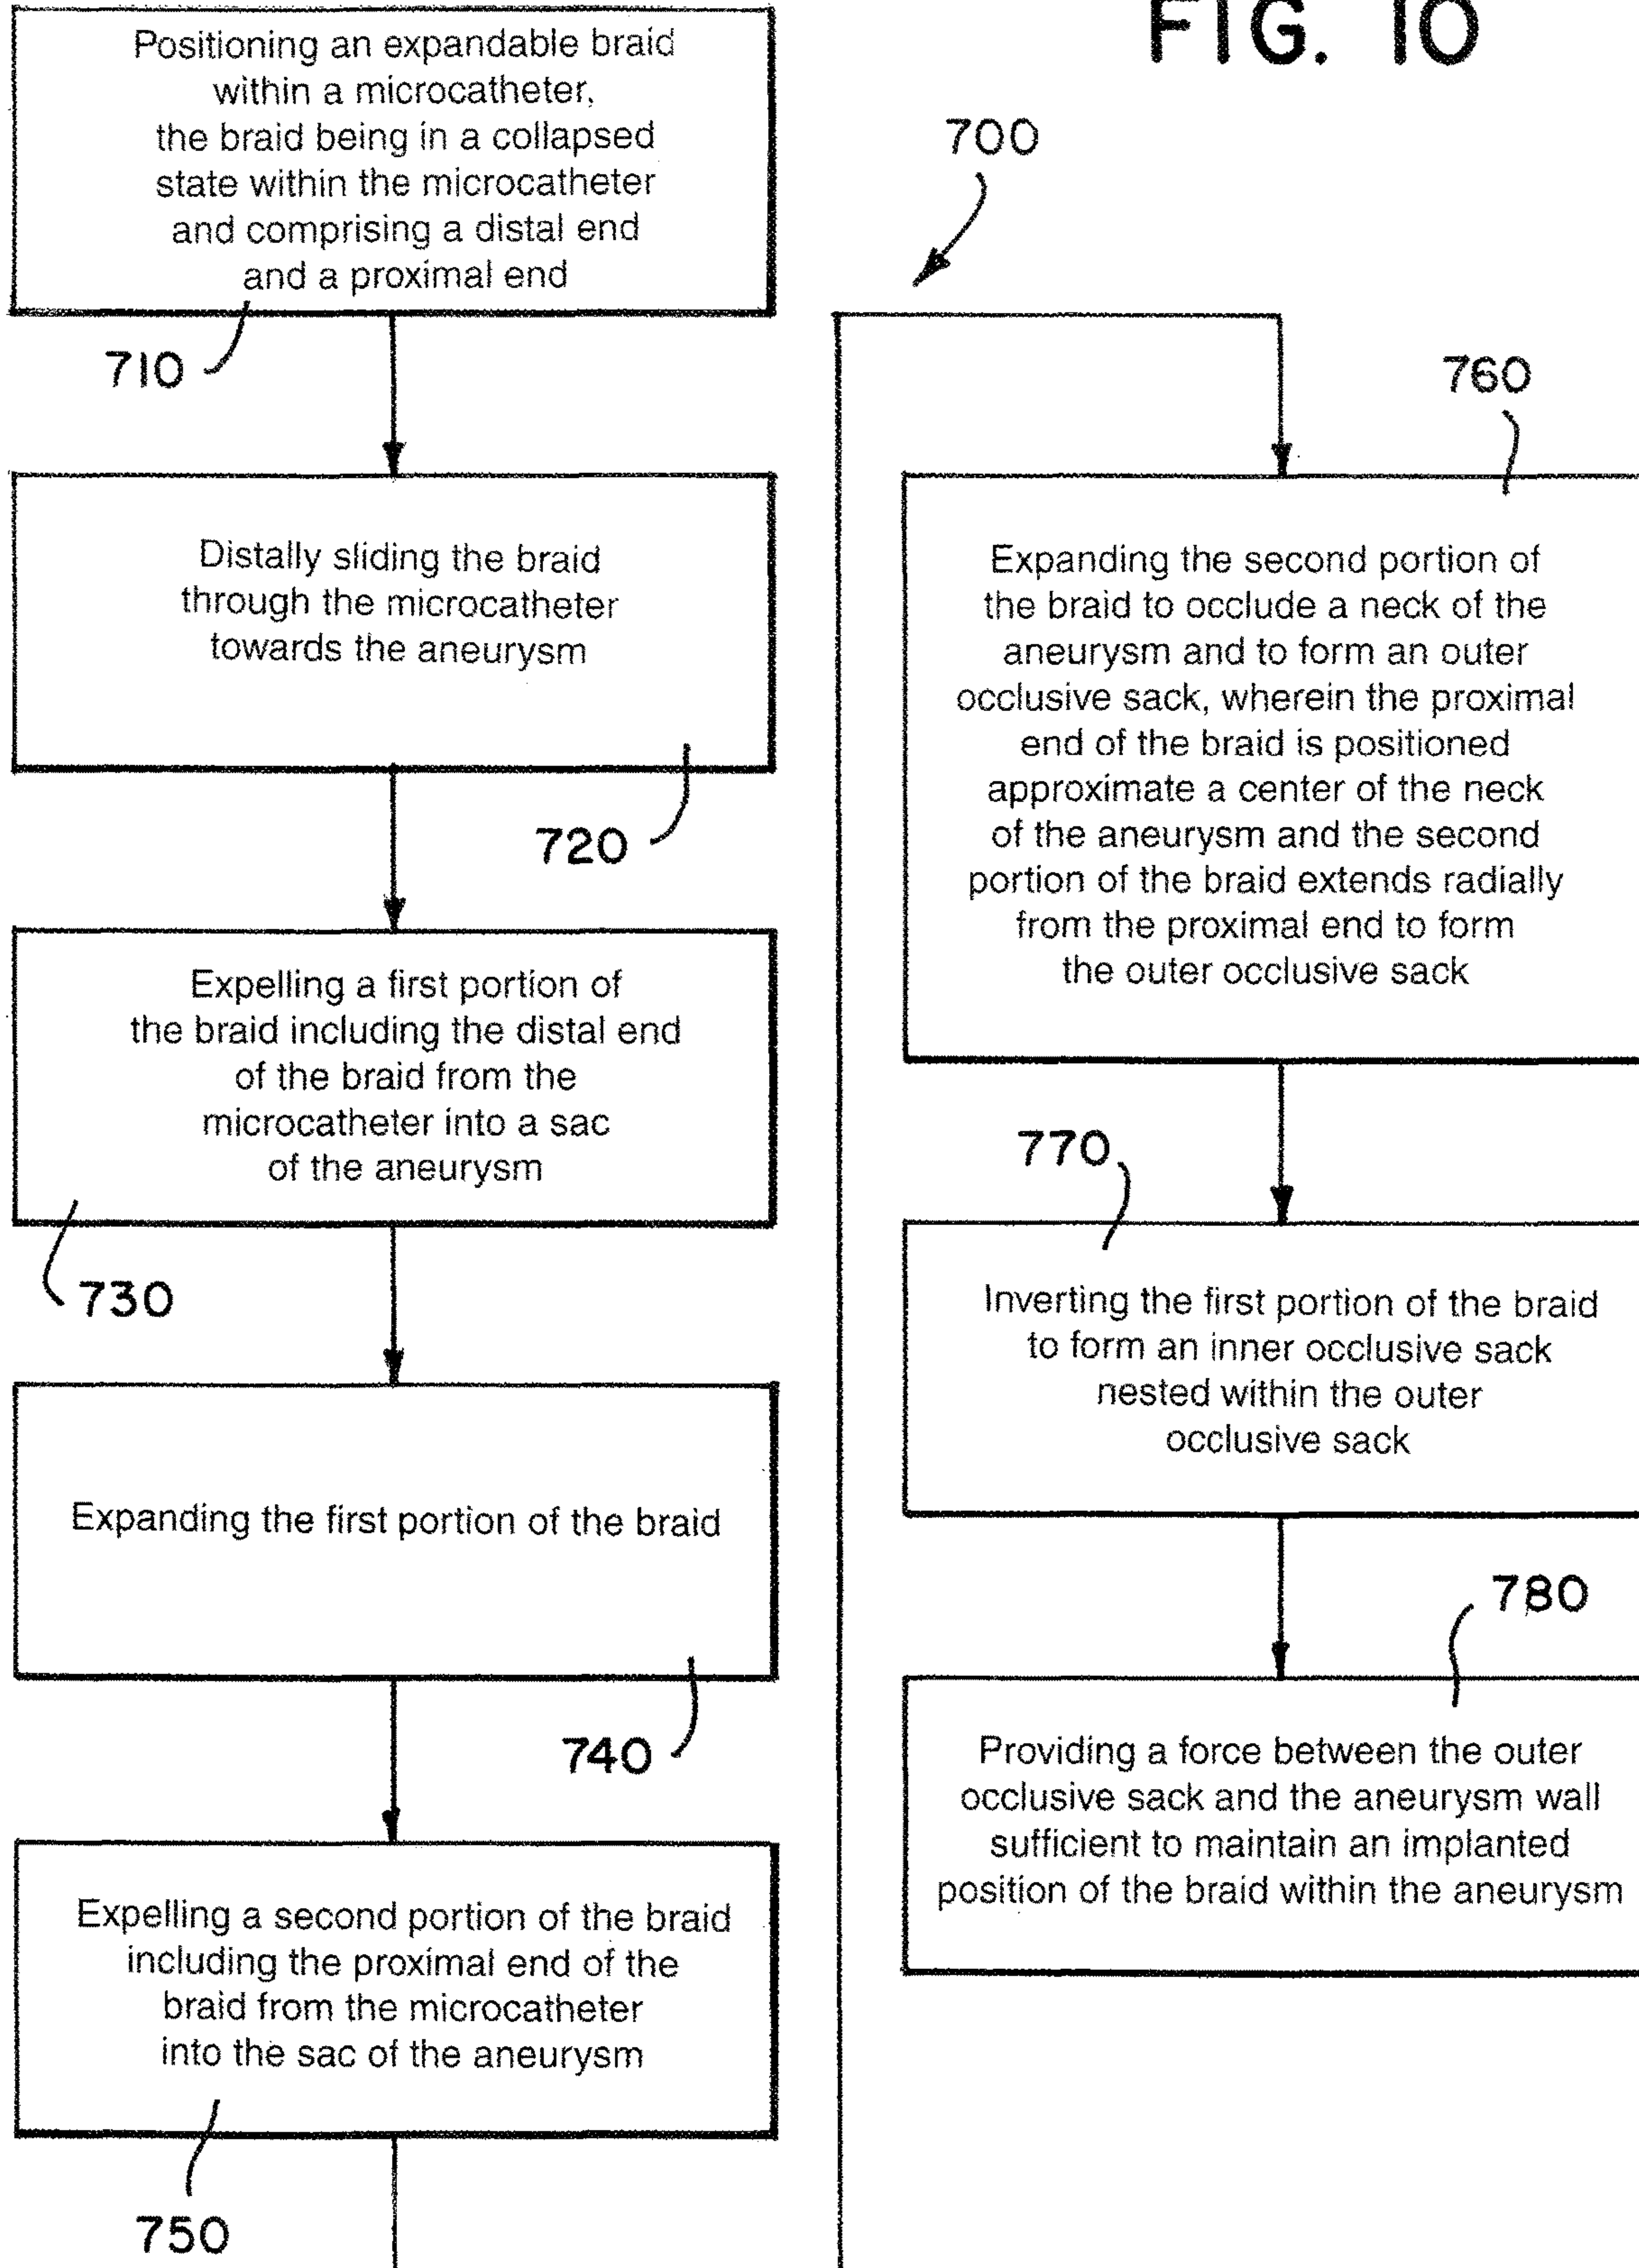 FIG. 10
700
Positioning an expandable braid
within a microcatheter,
the braid being in a collapsed
state within the microcatheter
and comprising a distal end
and a proximal end
710
Distally sliding the braid
through the microcatheter
towards the aneurysm
720
Expelling a first portion of
the braid including the distal end
of the braid from the
microcatheter into a sac
of the aneurysm
730
Expanding the first portion of the braid
740
Expelling a second portion of the braid
including the proximal end of the
braid from the microcatheter
into the sac of the aneurysm
750
760
Expanding the second portion of
the braid to occlude a neck of the
aneurysm and to form an outer
occlusive sack, wherein the proximal
end of the braid is positioned
approximate a center of the neck
of the aneurysm and the second
portion of the braid extends radially
from the proximal end to form
the outer occlusive sack
770
Inverting the first portion of the braid
to form an inner occlusive sack
nested within the outer
occlusive sack
780
Providing a force between the outer
occlusive sack and the aneurysm wall
sufficient to maintain an implanted
position of the braid within the aneurysm